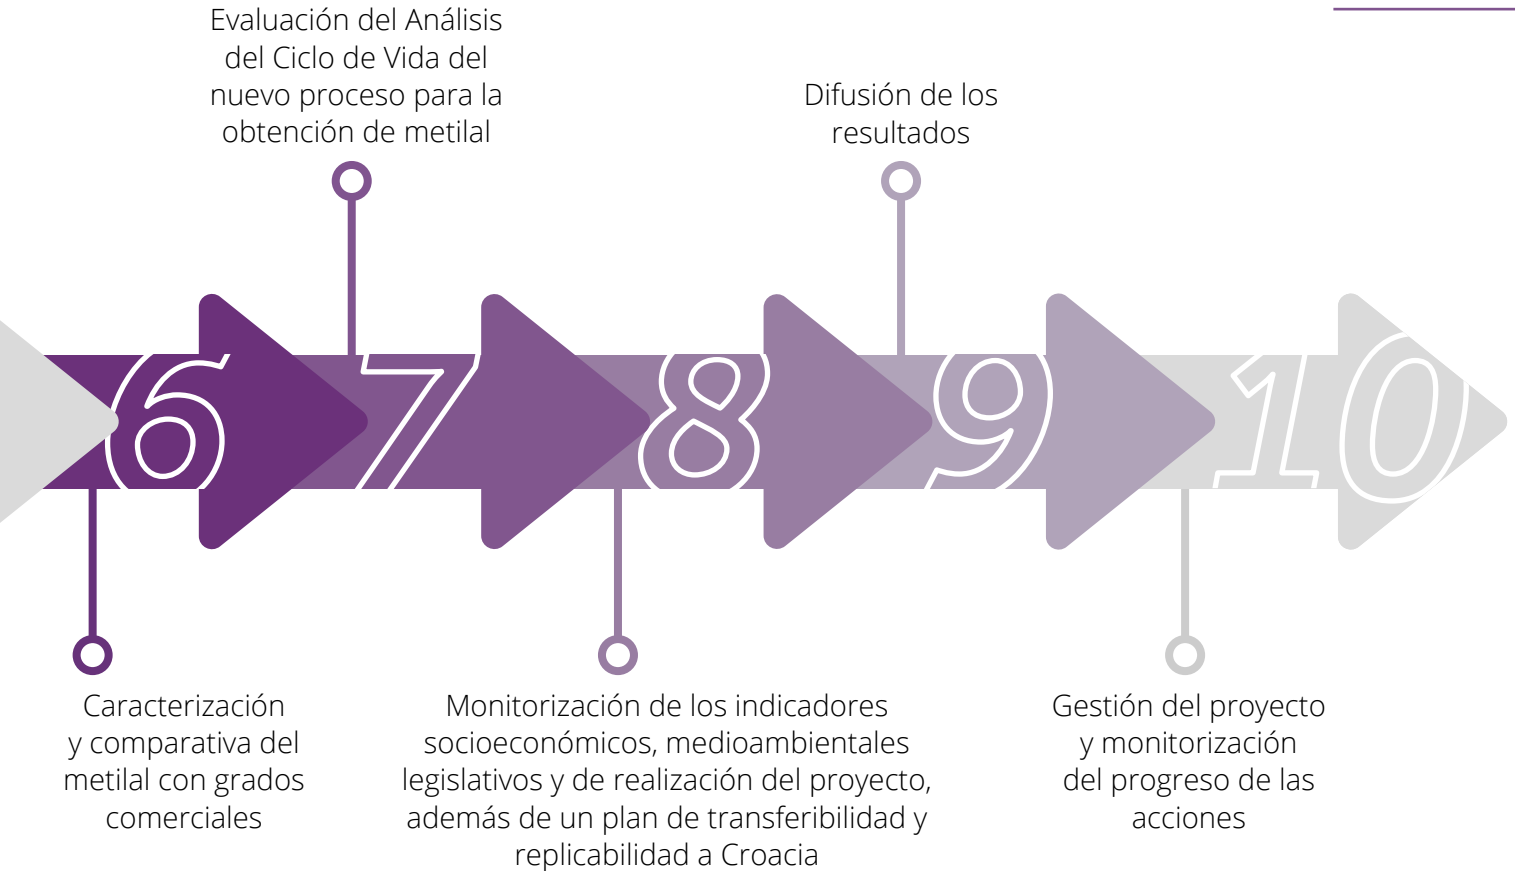 Evaluación del Análisis
del Ciclo de Vida del
nuevo proceso para la
obtención de metilal
Difusión de los
resultados
6
7
8
9
10
Caracterización
y comparativa del
metilal con grados
comerciales
Monitorización de los indicadores
socioeconómicos, medioambientales
legislativos y de realización del proyecto,
además de un plan de transferibilidad y
replicabilidad a Croacia
Gestión del proyecto
y monitorización
del progreso de las
acciones